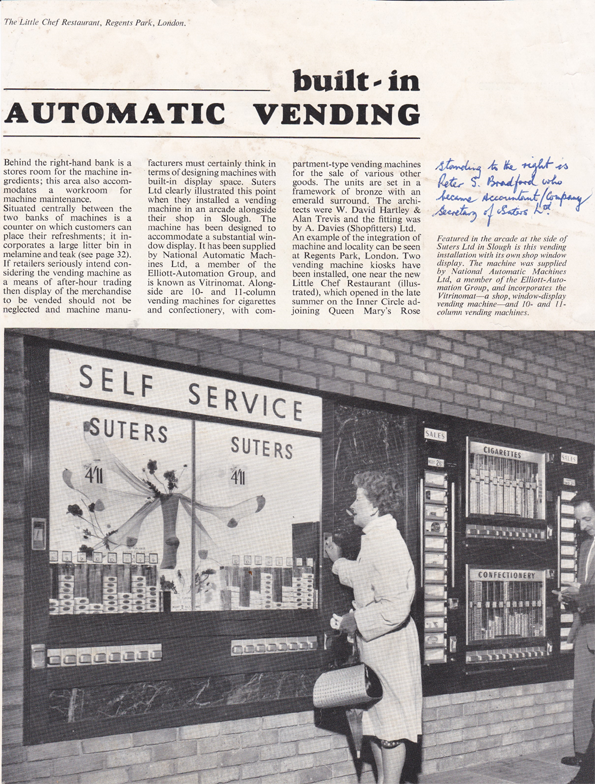 The Little Chef Restaurant, Regents Park, London.
built-in
AUTOMATIC VENDING
Behind the right-hand bank is a
stores room for the machine in-
gredients; this area also accom-
modates a workroom for
machine maintenance.
Situated centrally between the
two banks of machines is a
counter on which customers can
place their refreshments; it in-
corporates a large litter bin in
melamine and teak (see page 32).
If retailers seriously intend con-
sidering the vending machine as
a means of after-hour trading
then display of the merchandise
to be vended should not be
neglected and machine manu-
facturers must certainly think in
terms of designing machines with
built-in display space. Suters
Ltd clearly illustrated this point
when they installed a vending
machine in an arcade alongside
their shop in Slough. The
machine has been designed to
accommodate a substantial win-
dow display. It has been supplied
by National Automatic Mach-
ines Ltd, a member of the
Elliott-Automation Group, and
is known as Vitrinomat. Along-
side are 10- and 11-column
vending machines for cigarettes
and confectionery, with com-
partment-type vending machines
for the sale of various other
goods. The units are set in a
framework of bronze with an
emerald surround. The archi-
tects were W. David Hartley &
Alan Trevis and the fitting was
by A. Davies (Shopfitters) Ltd.
An example of the integration of
machine and locality can be seen
at Regents Park, London. Two
vending machine kiosks have
been installed, one near the new
Little Chef Restaurant (illus-
trated), which opened in the late
summer on the Inner Circle ad-
joining Queen Mary's Rose
Standing to the right is
Peter S. Bradford who
became Accountant/Company
Secretary of Suters Ltd
Featured in the arcade at the side of
Suters Ltd in Slough is this vending
installation with its own shop window
display. The machine was supplied
by National Automatic Machines
Ltd, a member of the Elliott-Auto-
mation Group, and incorporates the
Vitrinomat—a shop, window-display
vending machine—and 10- and 11-
column vending machines.
SELF SERVICE
SUTERS
4'11
SUTERS
4'11
SALES
CIGARETTES
SALES
CONFECTIONERY